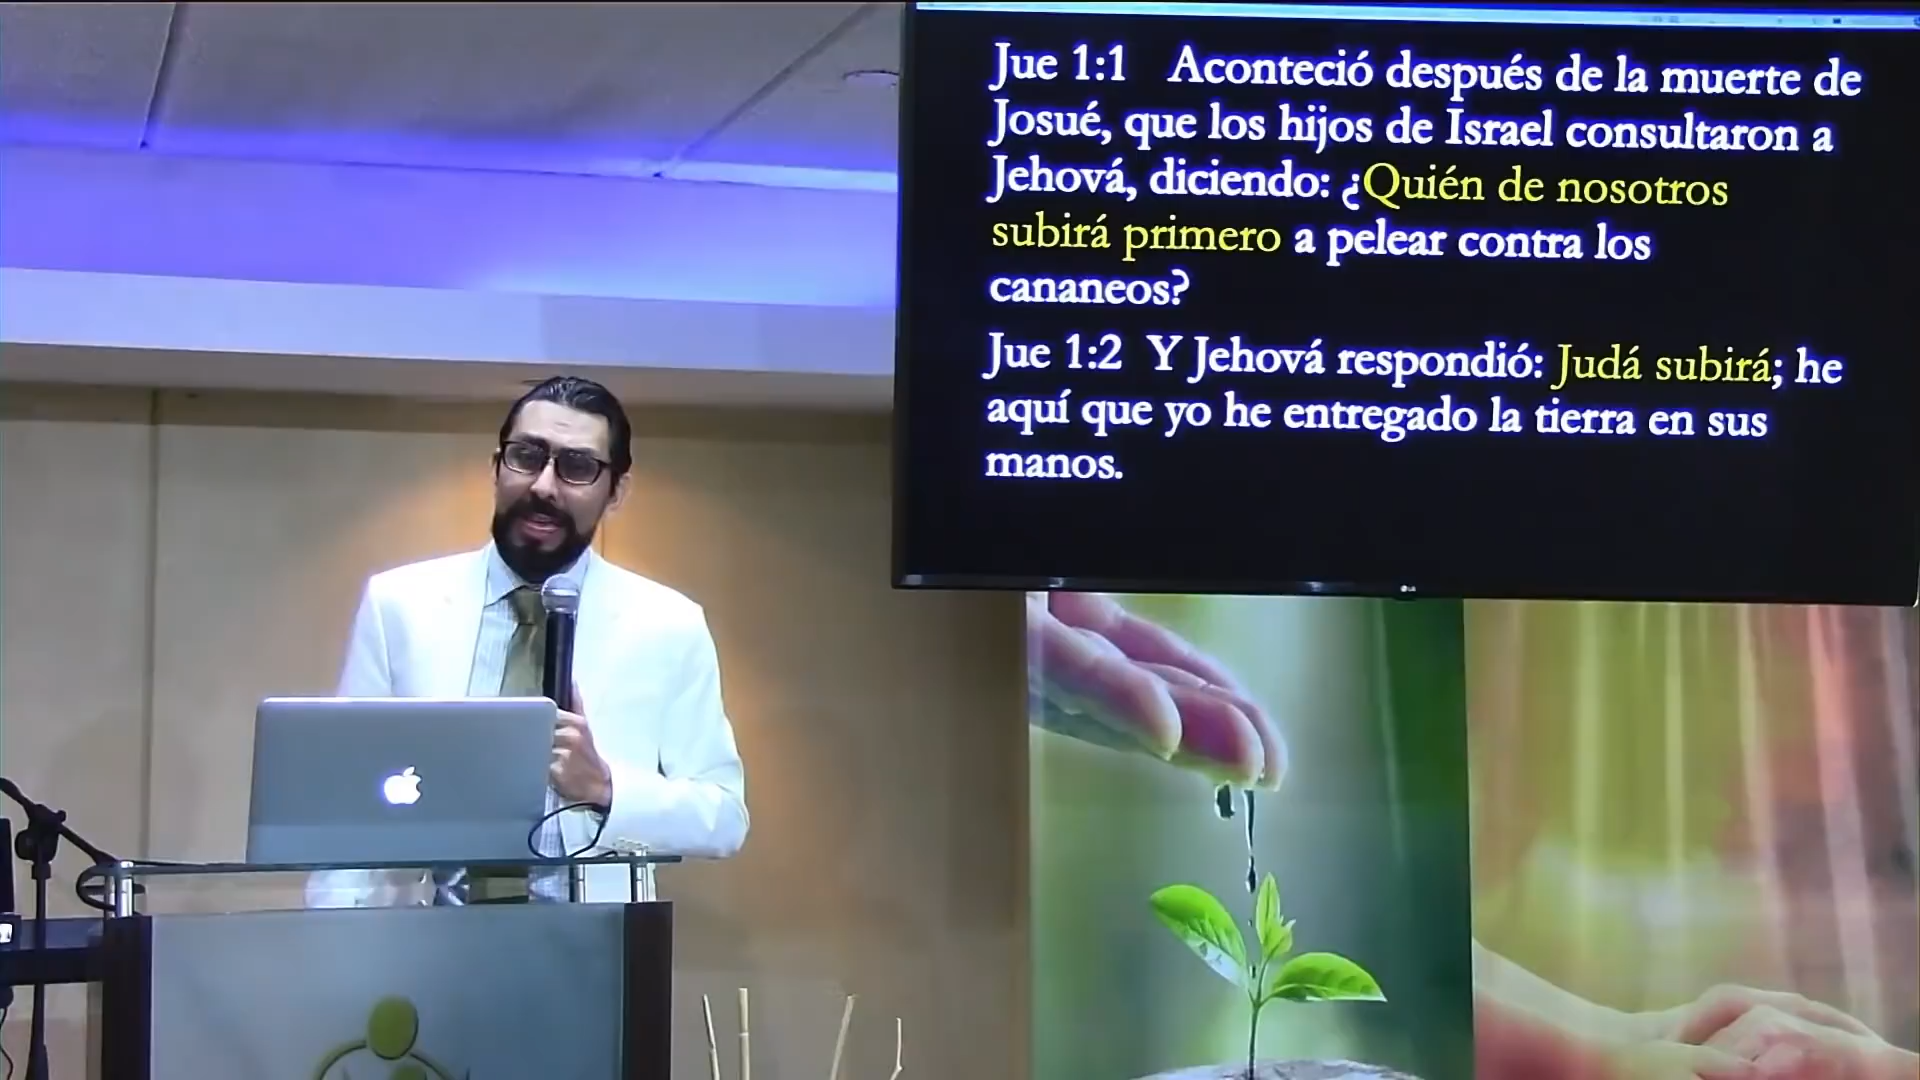 Jue 1:1 Aconteció después de la muerte de
Josué, que los hijos de Israel consultaron a
Jehová, diciendo: ¿Quién de nosotros
subirá primero a pelear contra los
cananeos?
Jue 1:2 Y Jehová respondió: Judá subirá; he
aquí que yo he entregado la tierra en sus
manos.
LG